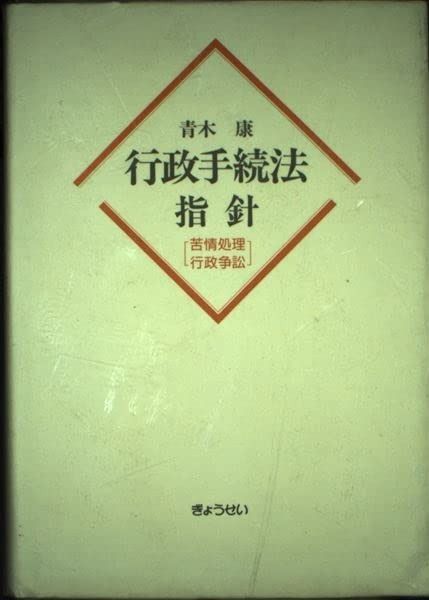 青木 康
行政手続法
指針
[苦情処理
行政争訟]
ぎょうせい